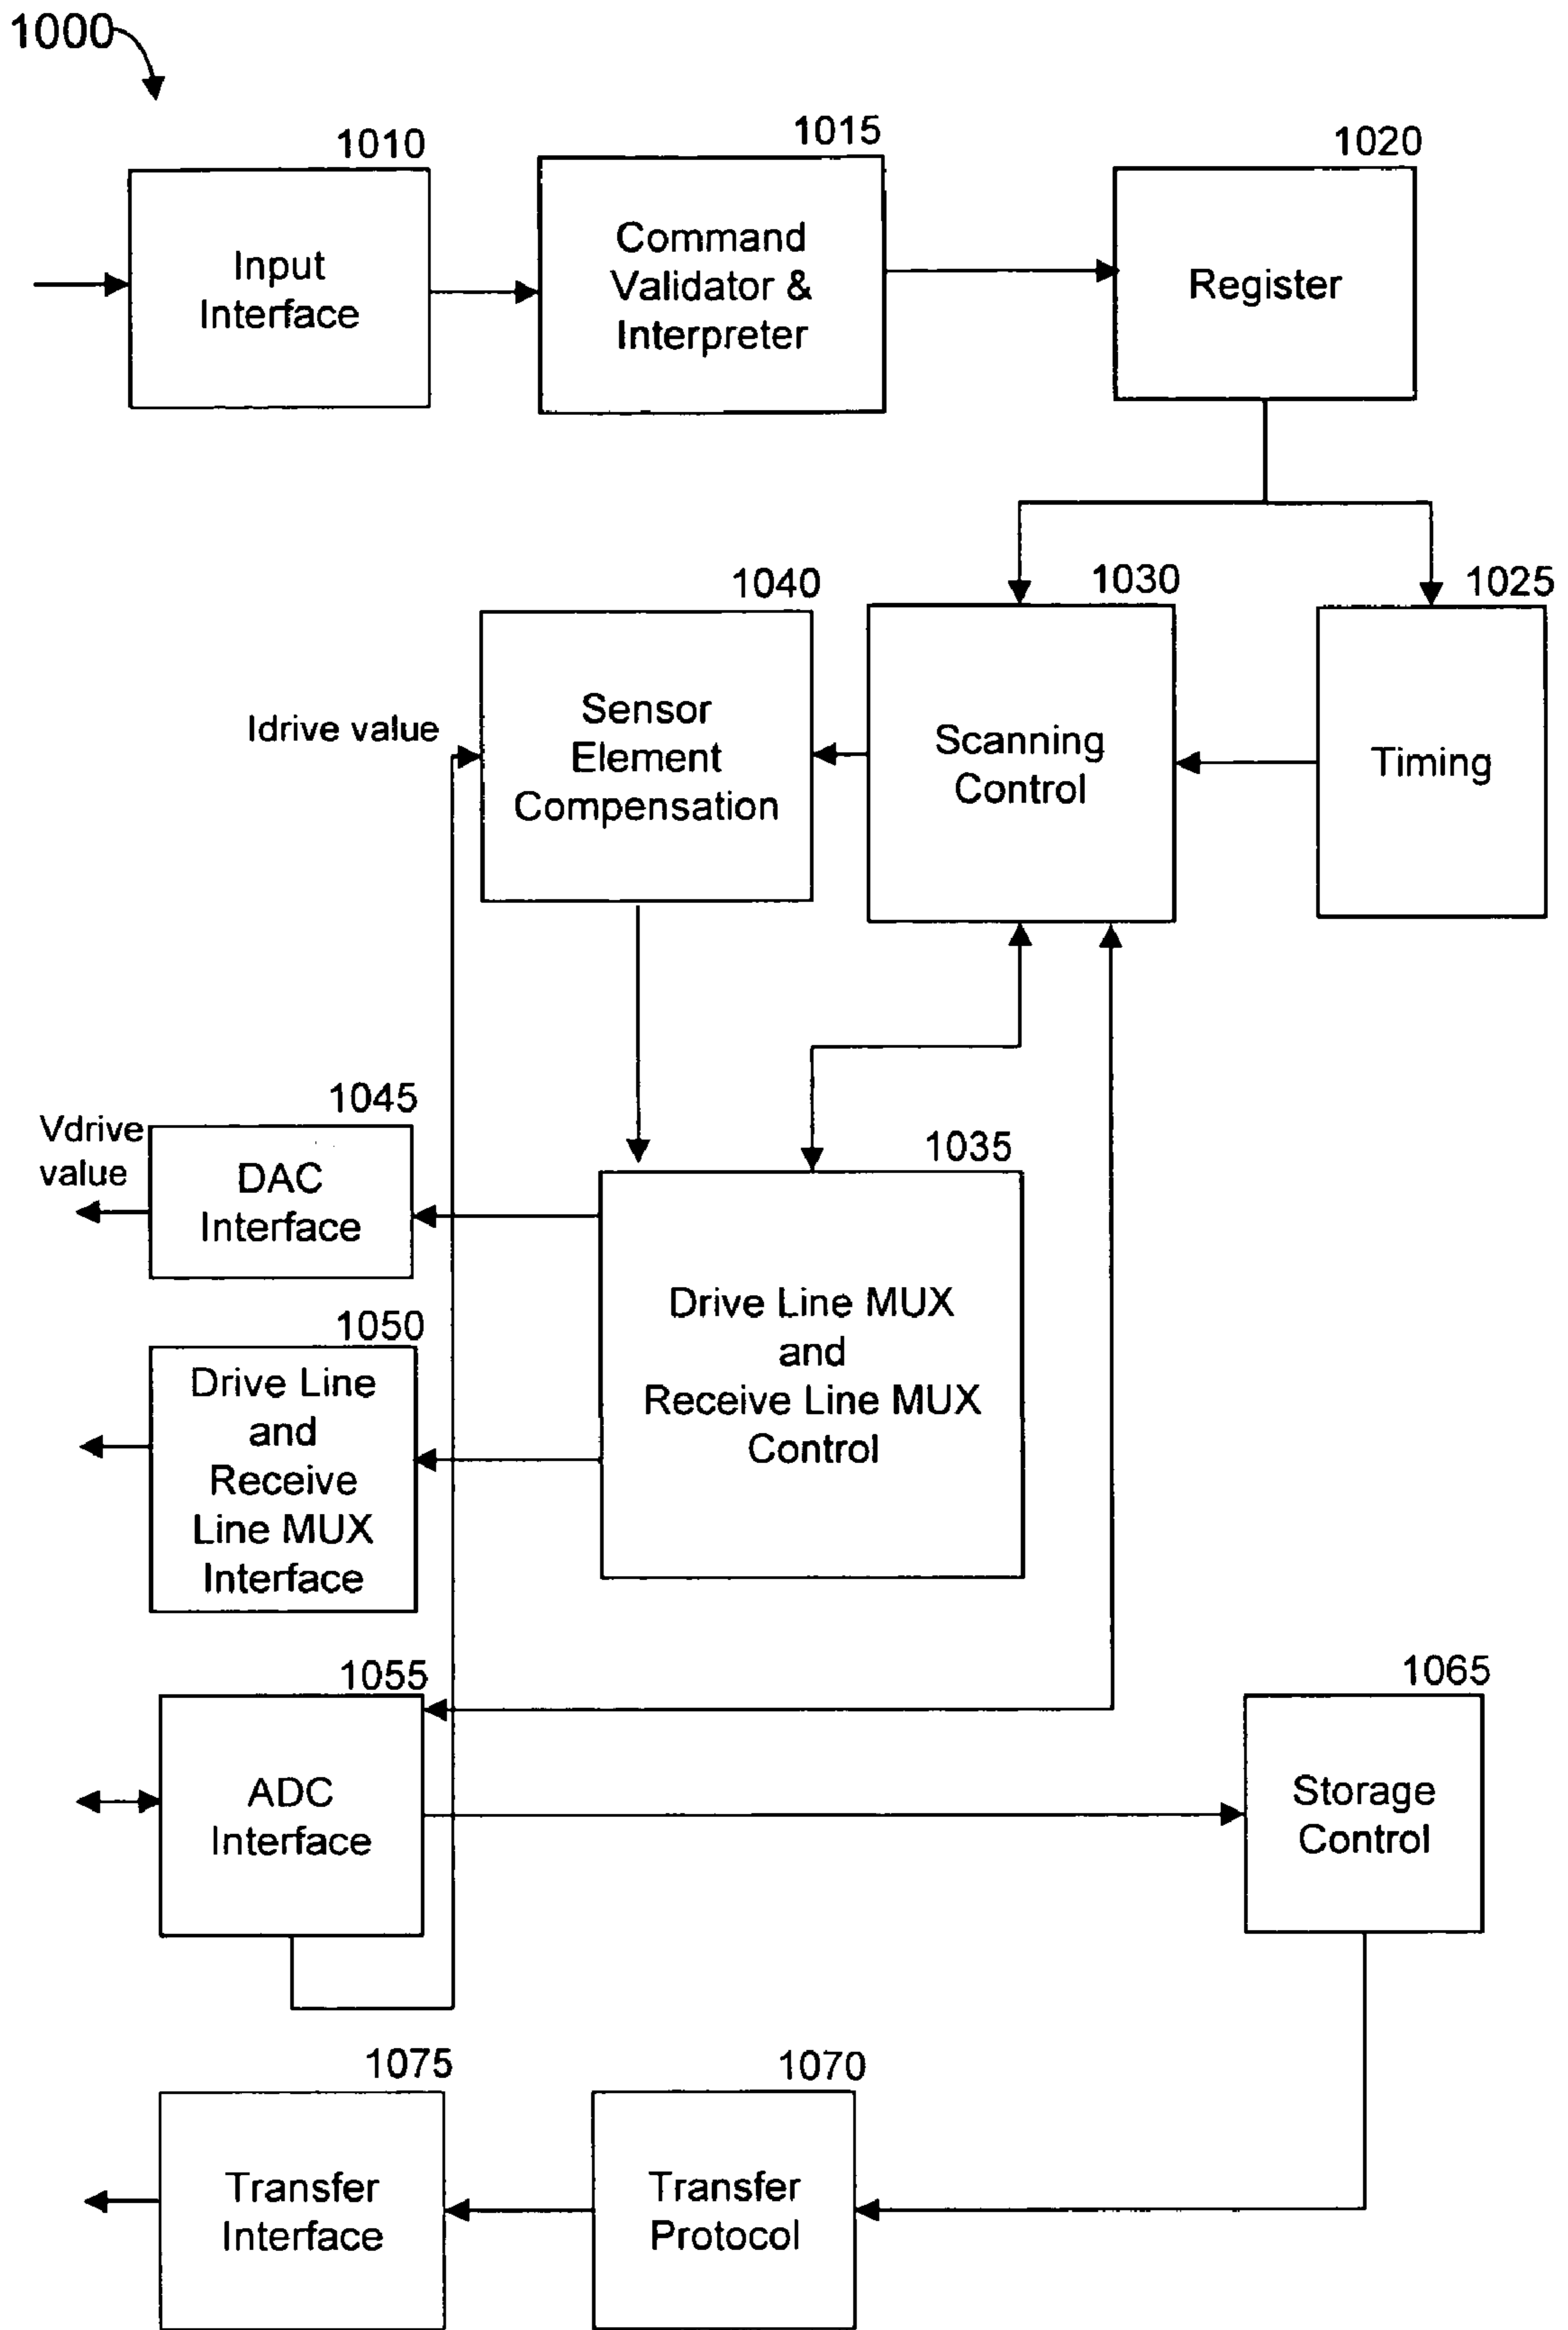 1000
1010
1015
1020
Input
Interface
Command
Validator &
Interpreter
Register
1040
1030
1025
Idrive value
Sensor
Element
Compensation
Scanning
Control
Timing
1045
Vdrive
value
DAC
Interface
1035
Drive Line MUX
and
Receive Line MUX
Control
1050
Drive Line
and
Receive
Line MUX
Interface
1055
ADC
Interface
1065
Storage
Control
1075
Transfer
Interface
1070
Transfer
Protocol